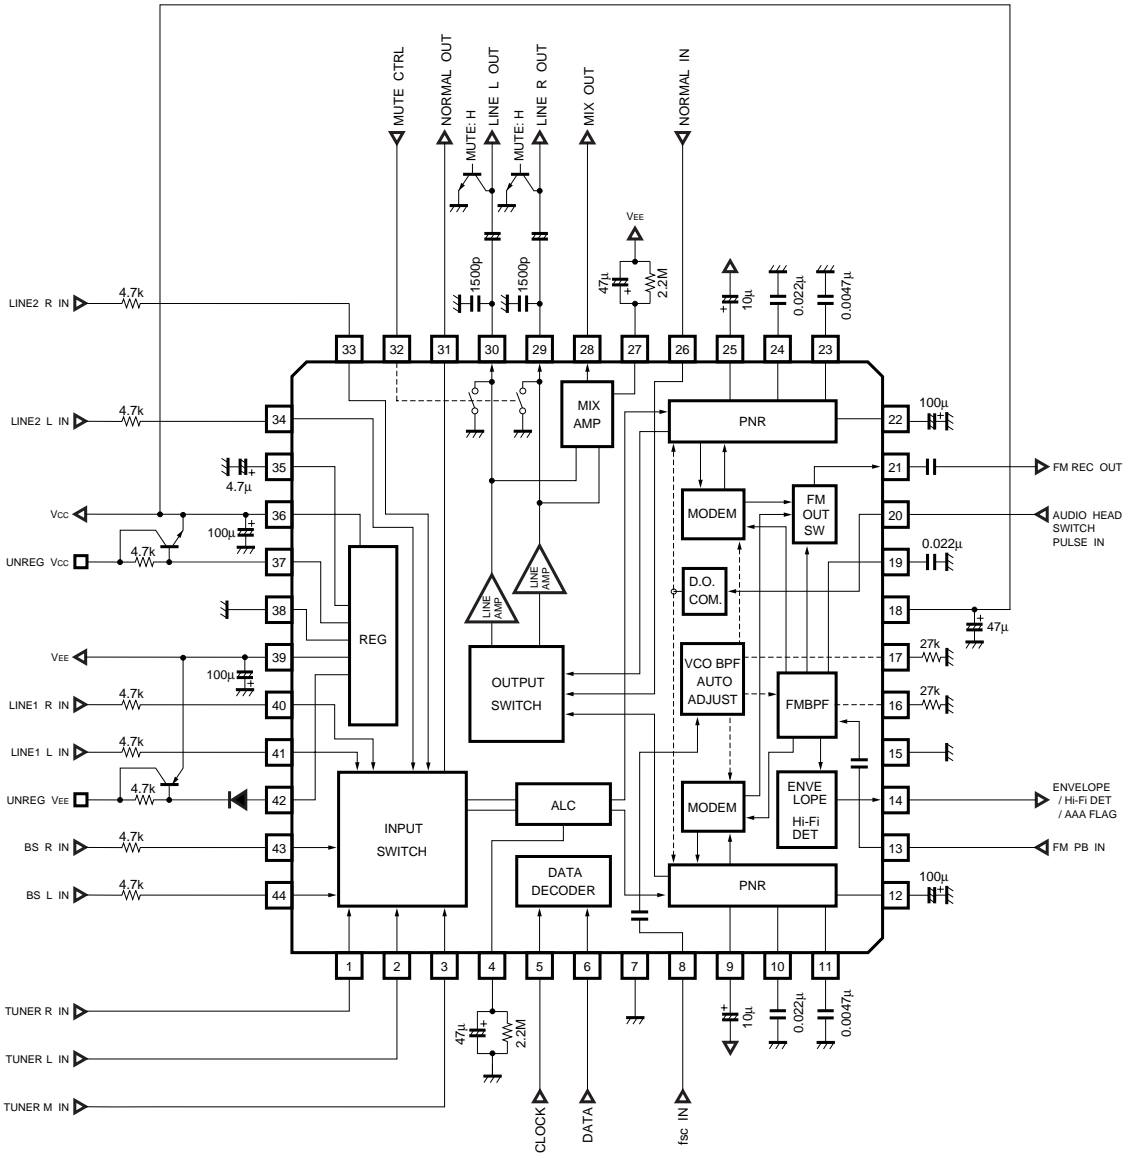 MUTE CTRL
NORMAL OUT
MUTE: H
LINE L OUT
MUTE: H
LINE R OUT
MIX OUT
NORMAL IN
VEE
1500p
1500p
47μ
2.2M
10μ
0.022μ
0.0047μ
LINE2 R IN
4.7k
33
32
31
30
29
28
27
26
25
24
23
LINE2 L IN
4.7k
34
MIX
AMP
PNR
22
100μ
35
4.7μ
21
FM REC OUT
VCC
36
100μ
MODEM
FM
OUT
SW
20
AUDIO HEAD
SWITCH
PULSE IN
UNREG VCC
4.7k
37
LINE
AMP
LINE
AMP
D.O.
COM.
19
0.022μ
38
REG
18
47μ
VEE
39
100μ
OUTPUT
SWITCH
VCO BPF
AUTO
ADJUST
17
27k
LINE1 R IN
4.7k
40
FMBPF
16
27k
LINE1 L IN
4.7k
41
15
UNREG VEE
4.7k
42
INPUT
SWITCH
ALC
MODEM
ENVE
LOPE
Hi-Fi
DET
14
ENVELOPE
/ Hi-Fi DET
/ AAA FLAG
BS R IN
4.7k
43
13
FM PB IN
BS L IN
4.7k
44
DATA
DECODER
PNR
12
100μ
1
2
3
4
5
6
7
8
9
10
11
TUNER R IN
47μ
2.2M
10μ
0.022μ
0.0047μ
TUNER L IN
TUNER M IN
CLOCK
DATA
fsc IN